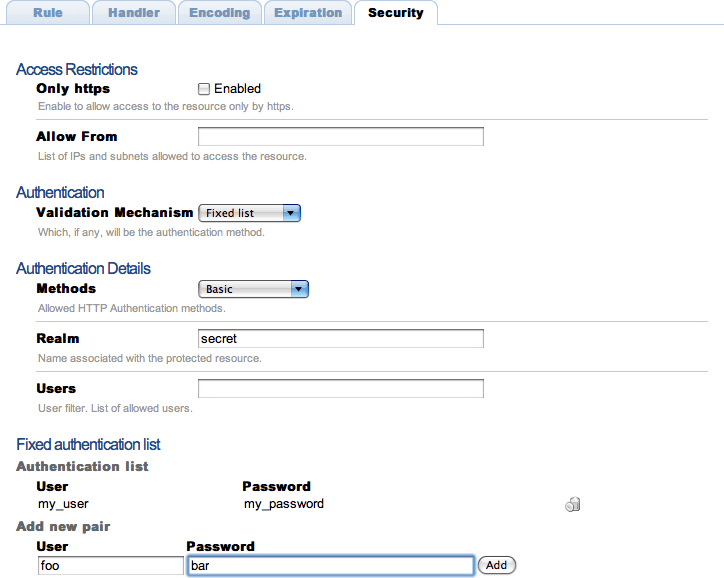 Rule Handler Encoding Expiration Security
Access Restrictions
Only https Enabled
Enable to allow access to the resource only by https.
Allow From
List of IPs and subnets allowed to access the resource.
Authentication
Validation Mechanism Fixed list
Which, if any, will be the authentication method.
Authentication Details
Methods Basic
Allowed HTTP Authentication methods.
Realm secret
Name associated with the protected resource.
Users
User filter. List of allowed users.
Fixed authentication list
Authentication list
User Password
my_user my_password
Add new pair
User Password
foo bar Add